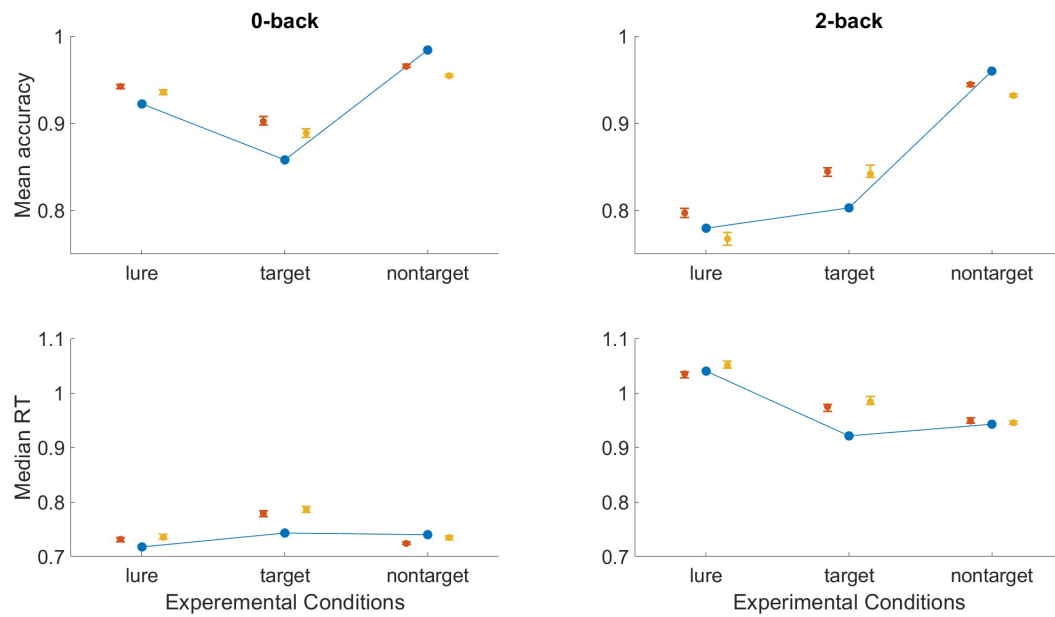 0-back
1
0.9
0.8
Mean accuracy
lure target nontarget
2-back
1
0.9
0.8
lure target nontarget
1.1
1
0.9
0.8
0.7
Median RT
lure target nontarget
Experemental Conditions
1.1
1
0.9
0.8
0.7
lure target nontarget
Experimental Conditions